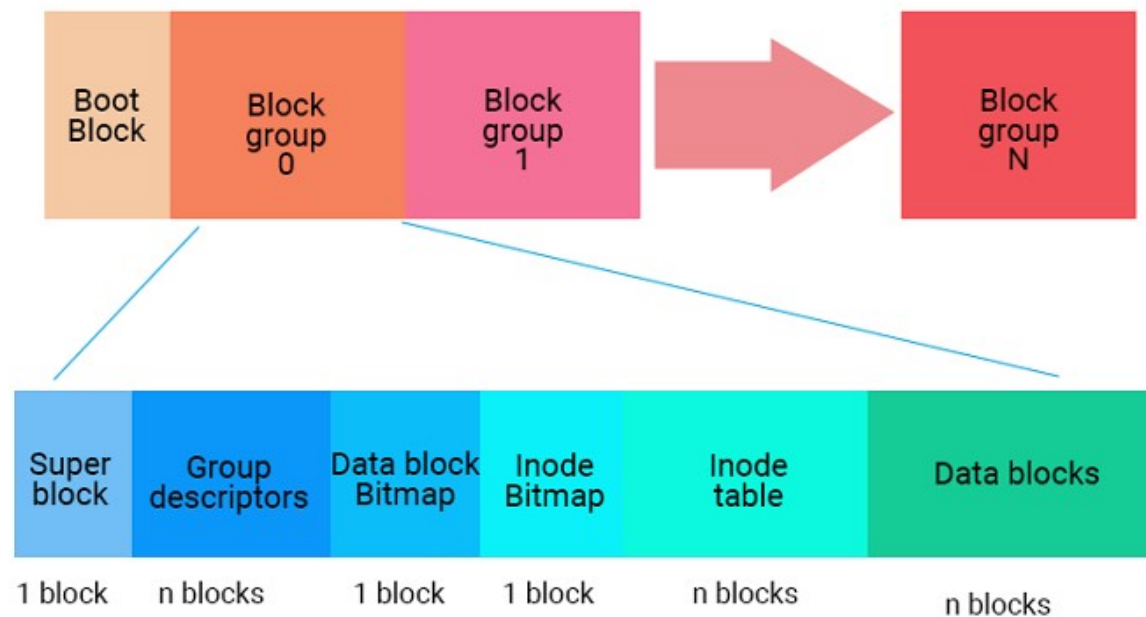 Boot
Block
Block
group
0
Block
group
1
Block
group
N
Super
block
Group
descriptors
Data block
Bitmap
Inode
Bitmap
Inode
table
Data blocks
1 block
n blocks
1 block
1 block
n blocks
n blocks